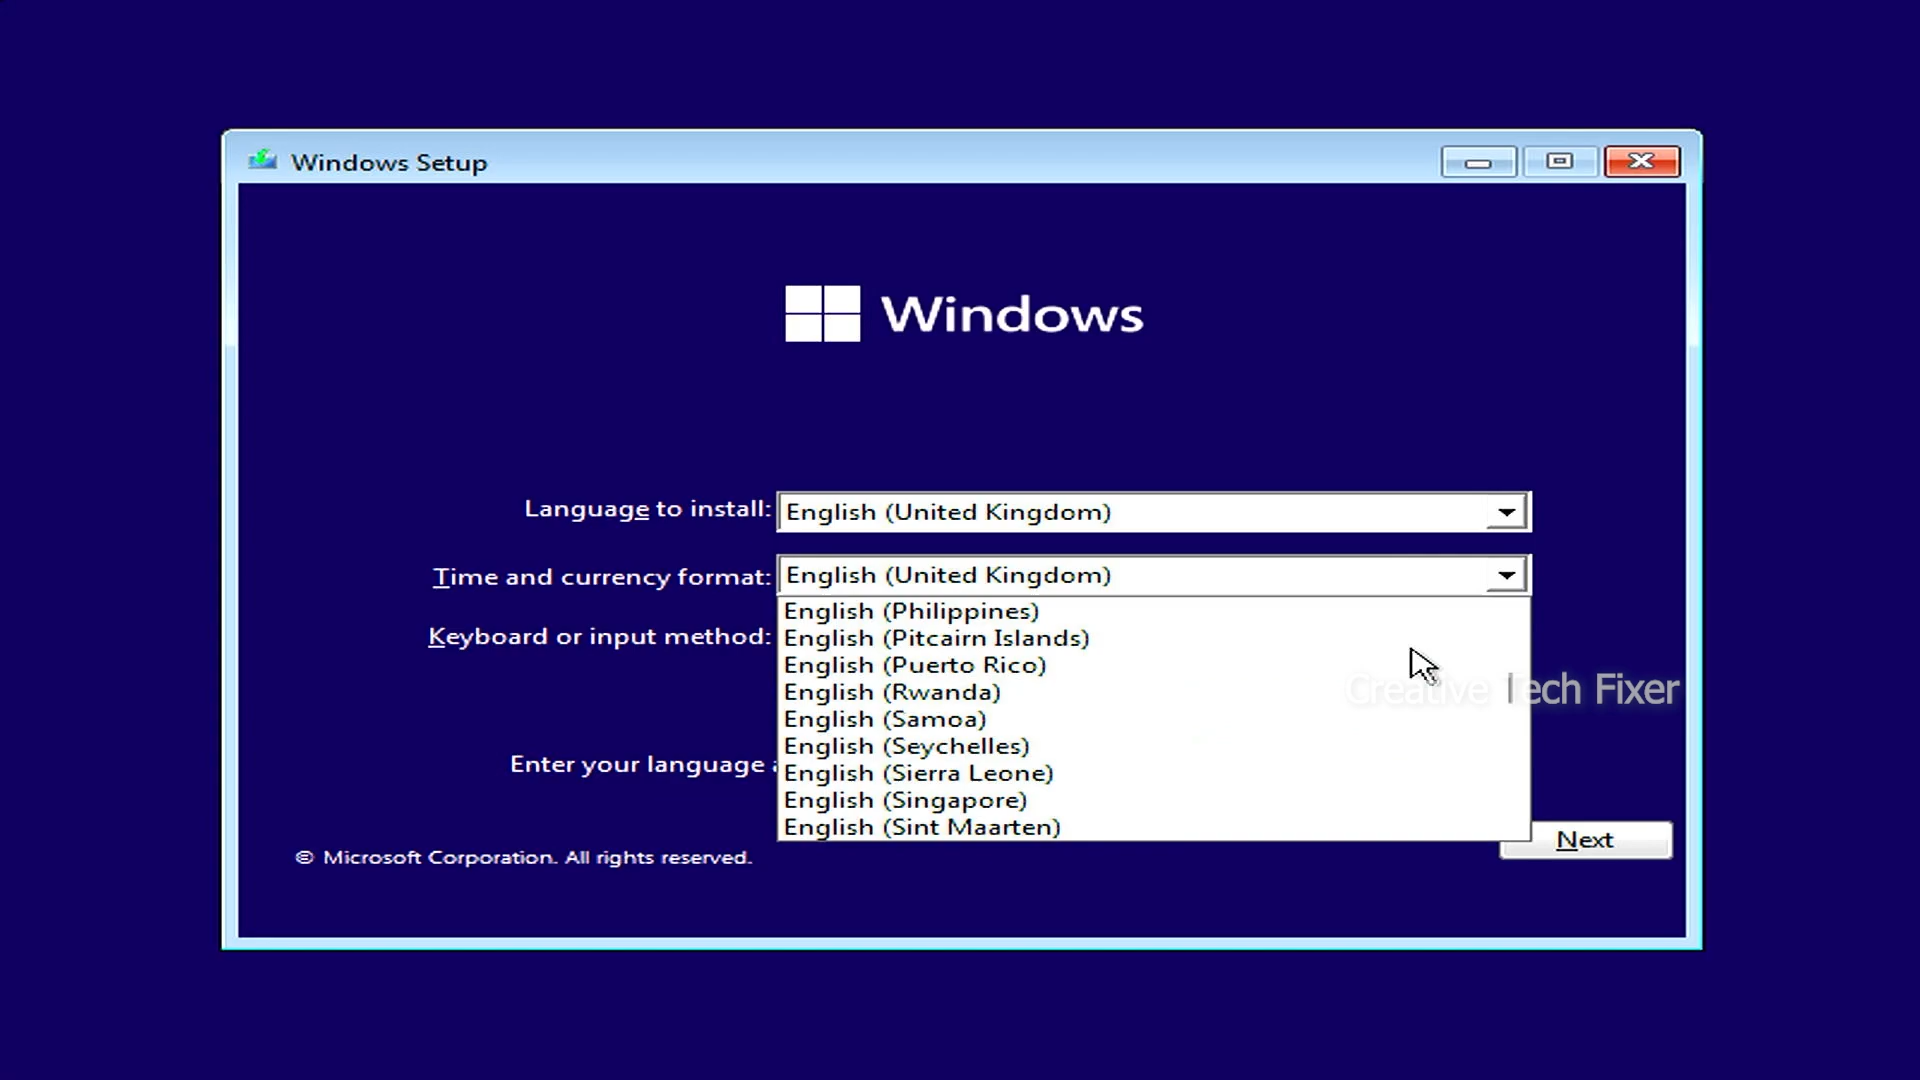 Windows Setup
Windows
Language to install: English (United Kingdom)
Time and currency format: English (United Kingdom)
English (Philippines)
Keyboard or input method: English (Pitcairn Islands)
English (Puerto Rico)
English (Rwanda)
Creative Tech Fixer
English (Samoa)
English (Seychelles)
Enter your language
English (Sierra Leone)
English (Singapore)
English (Sint Maarten)
Next
© Microsoft Corporation. All rights reserved.